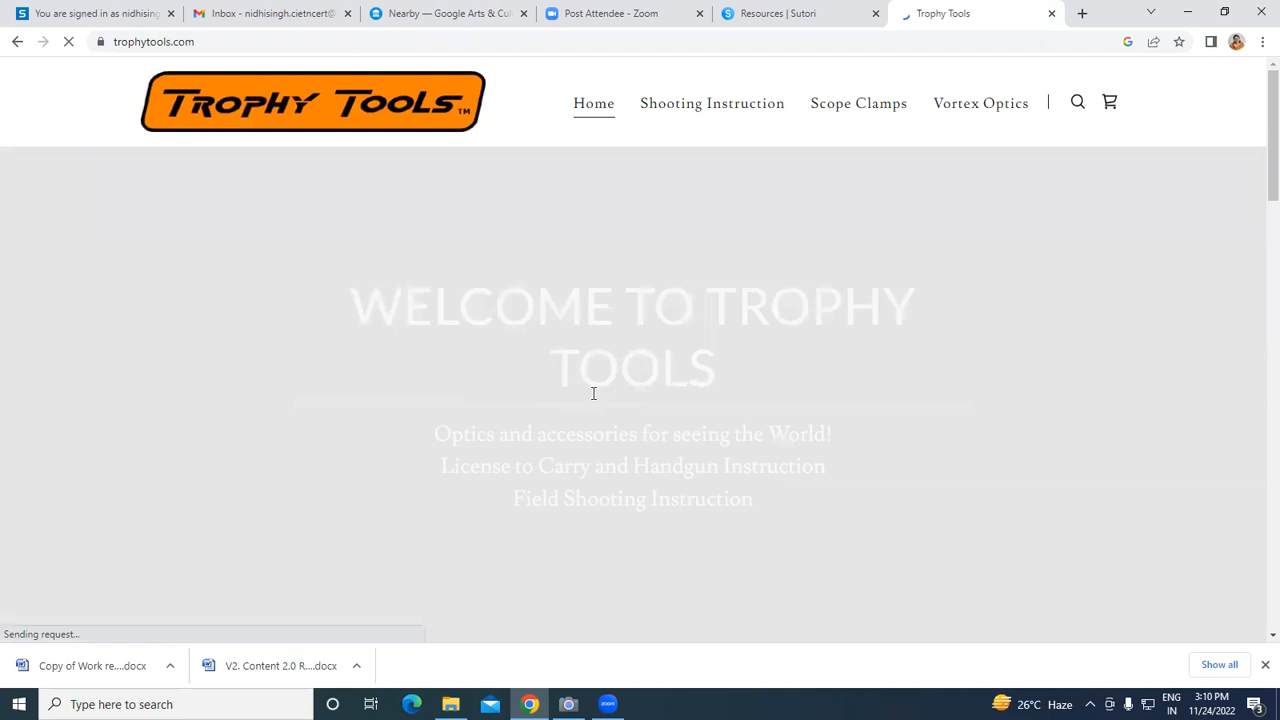 You are signed in as nidhising
Inbox - nidhisingh.cietncert@
Nearby — Google Arts & Cul
Post Attendee - Zoom
Resources | Sutori
Trophy Tools
trophytools.com
TROPHY TOOLS TM
Home
Shooting Instruction
Scope Clamps
Vortex Optics
WELCOME TO TROPHY
TOOLS
Optics and accessories for seeing the World!
License to Carry and Handgun Instruction
Field Shooting Instruction
Sending request...
Copy of Work re....docx
V2. Content 2.0 R....docx
Show all
Type here to search
zoom
26°C Haze
ENG
IN
3:10 PM
11/24/2022
3